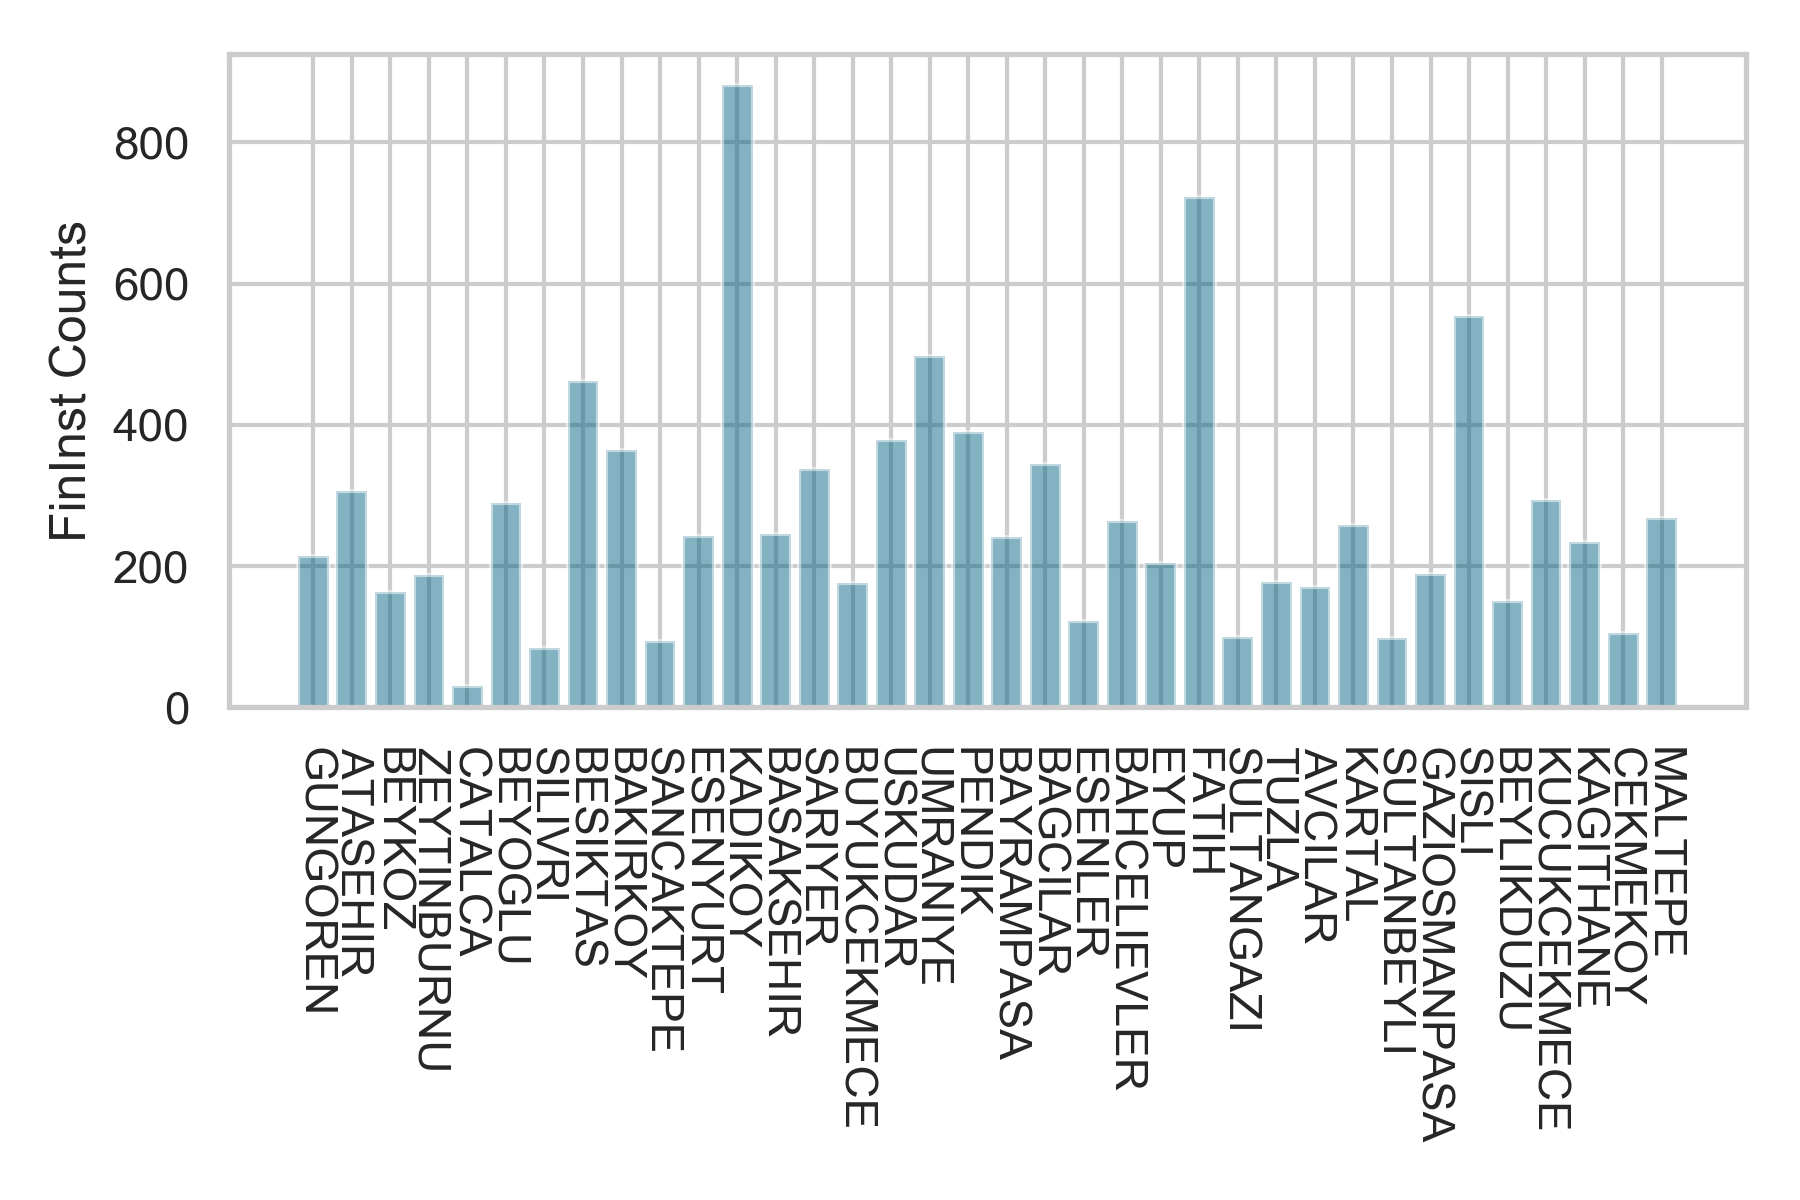 FinInst Counts
800
600
400
200
0
GUNGOREN
ATASEHIR
BEYKOZ
ZEYTINBURNU
CATALCA
BEYOGLU
SILIVRI
BESIKTAS
BAKIRKOY
SANCAKTEPE
ESENYURT
KADIKOY
BASAKSEHIR
SARIYER
BUYUKCEKMECE
USKUDAR
UMRANIYE
PENDIK
BAYRAMPASA
BAGCILAR
ESENLER
BAHCELIEVLER
EYUP
FATIH
SULTANGAZI
TUZLA
AVCILAR
KARTAL
SULTANBEYLI
GAZIOSMANPASA
SISLI
BEYLIKDUZU
KUCUKCEKMECE
KAGITHANE
CEKMEKOY
MALTEPE